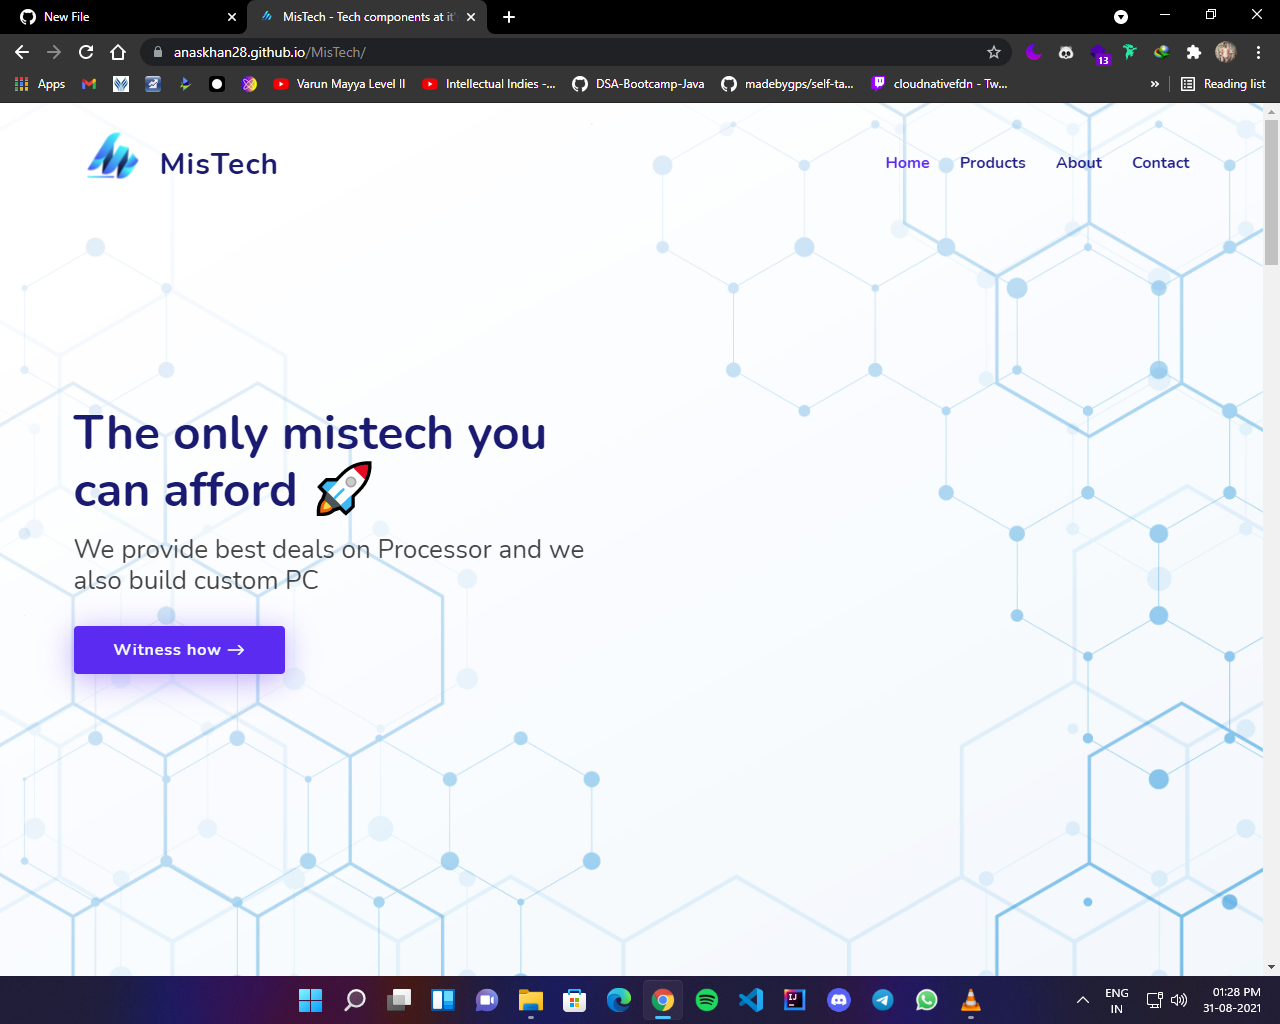 New File
MisTech - Tech components at it'
anaskhan28.github.io/MisTech/
13
Apps
Varun Mayya Level II
Intellectual Indies -...
DSA-Bootcamp-Java
madebygps/self-ta...
cloudnativefdn - Tw...
»
Reading list
MisTech
Home
Products
About
Contact
The only mistech you
can afford 🚀
We provide best deals on Processor and we
also build custom PC
Witness how →
ENG
IN
01:28 PM
31-08-2021